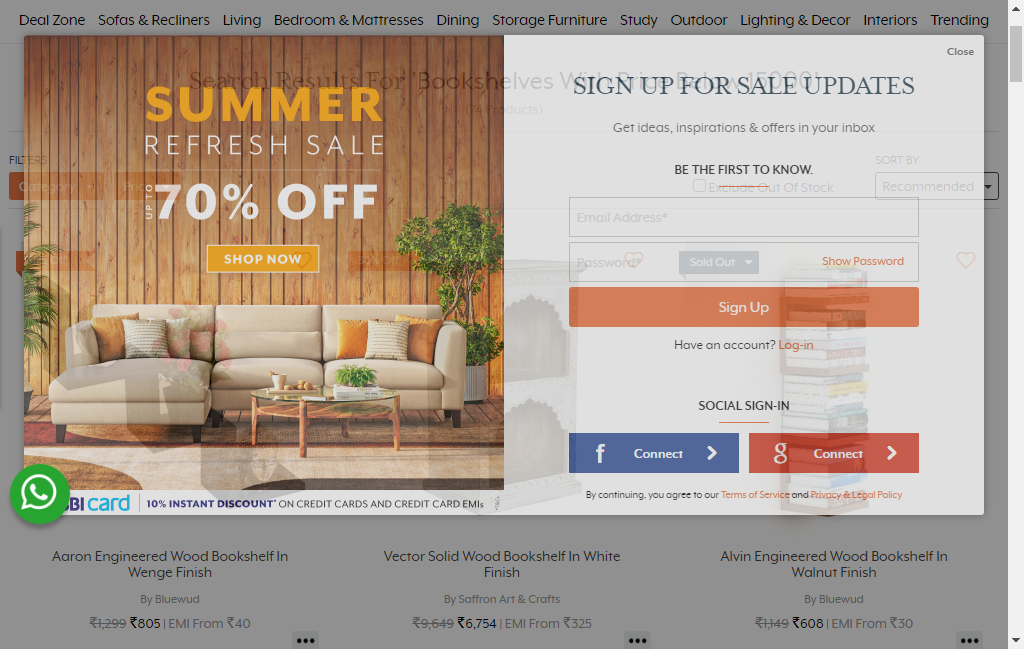 Deal Zone Sofas & Recliners Living Bedroom & Mattresses Dining Storage Furniture Study Outdoor Lighting & Decor Interiors Trending
Close
Search Results For 'Bookshelves With Price Below 15000'
SIGN UP FOR SALE UPDATES
SUMMER
REFRESH SALE
Get ideas, inspirations & offers in your inbox
FILTERS
SORT BY
BE THE FIRST TO KNOW.
Category
Exclude Out Of Stock
Recommended
UP TO 70% OFF
Email Address*
SHOP NOW
Password*
Sold Out
Show Password
Sign Up
Have an account? Log-in
SOCIAL SIGN-IN
f Connect
g Connect
By continuing, you agree to our Terms of Service and Privacy & Legal Policy
SBI card 10% INSTANT DISCOUNT* ON CREDIT CARDS AND CREDIT CARD EMIs
Aaron Engineered Wood Bookshelf In
Wenge Finish
By Bluewud
₹1,299 ₹805 | EMI From ₹40
Vector Solid Wood Bookshelf In White
Finish
By Saffron Art & Crafts
₹9,649 ₹6,754 | EMI From ₹325
Alvin Engineered Wood Bookshelf In
Walnut Finish
By Bluewud
₹1,149 ₹608 | EMI From ₹30